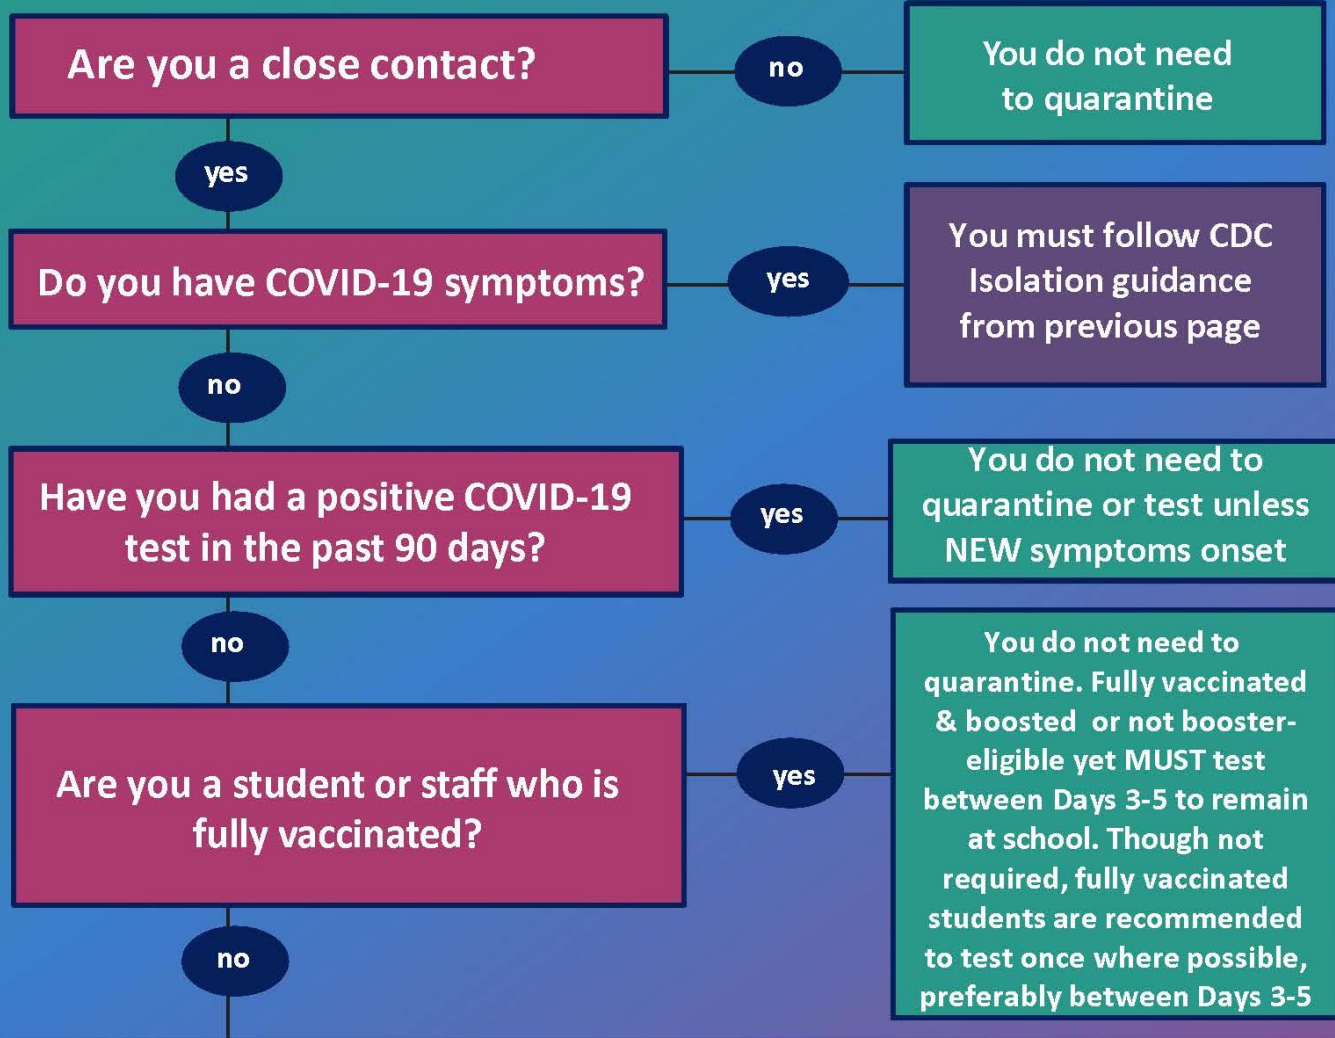 Are you a close contact?
no
You do not need
to quarantine
yes
Do you have COVID-19 symptoms?
yes
You must follow CDC
Isolation guidance
from previous page
no
Have you had a positive COVID-19
test in the past 90 days?
yes
You do not need to
quarantine or test unless
NEW symptoms onset
no
Are you a student or staff who is
fully vaccinated?
yes
You do not need to
quarantine. Fully vaccinated
& boosted or not booster-
eligible yet MUST test
between Days 3-5 to remain
at school. Though not
required, fully vaccinated
students are recommended
to test once where possible,
preferably between Days 3-5
no